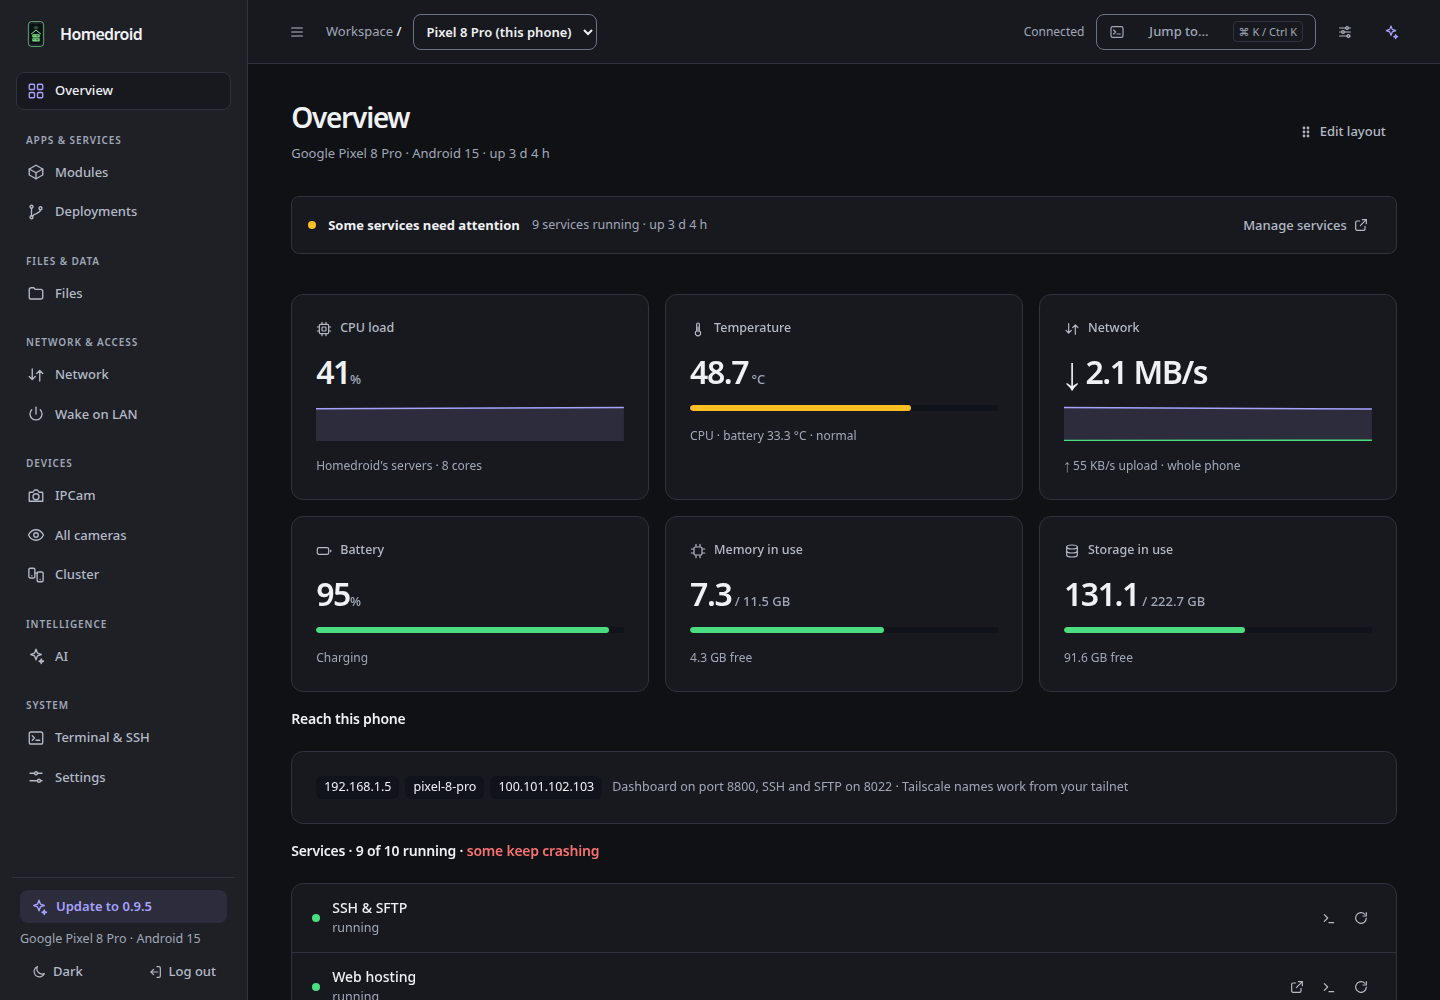 Homedroid
Overview
APPS & SERVICES
Modules
Deployments
FILES & DATA
Files
NETWORK & ACCESS
Network
Wake on LAN
DEVICES
IPCam
All cameras
Cluster
INTELLIGENCE
AI
SYSTEM
Terminal & SSH
Settings
Update to 0.9.5
Google Pixel 8 Pro · Android 15
Dark
Log out
Workspace / Pixel 8 Pro (this phone)
Connected
Jump to... ⌘ K / Ctrl K
Overview
Google Pixel 8 Pro · Android 15 · up 3 d 4 h
Edit layout
Some services need attention 9 services running · up 3 d 4 h
Manage services
CPU load
41%
Homedroid's servers · 8 cores
Temperature
48.7 °C
CPU · battery 33.3 °C · normal
Network
↓ 2.1 MB/s
↑ 55 KB/s upload · whole phone
Battery
95%
Charging
Memory in use
7.3 / 11.5 GB
4.3 GB free
Storage in use
131.1 / 222.7 GB
91.6 GB free
Reach this phone
192.168.1.5 pixel-8-pro 100.101.102.103 Dashboard on port 8800, SSH and SFTP on 8022 · Tailscale names work from your tailnet
Services · 9 of 10 running · some keep crashing
SSH & SFTP
running
Web hosting
running